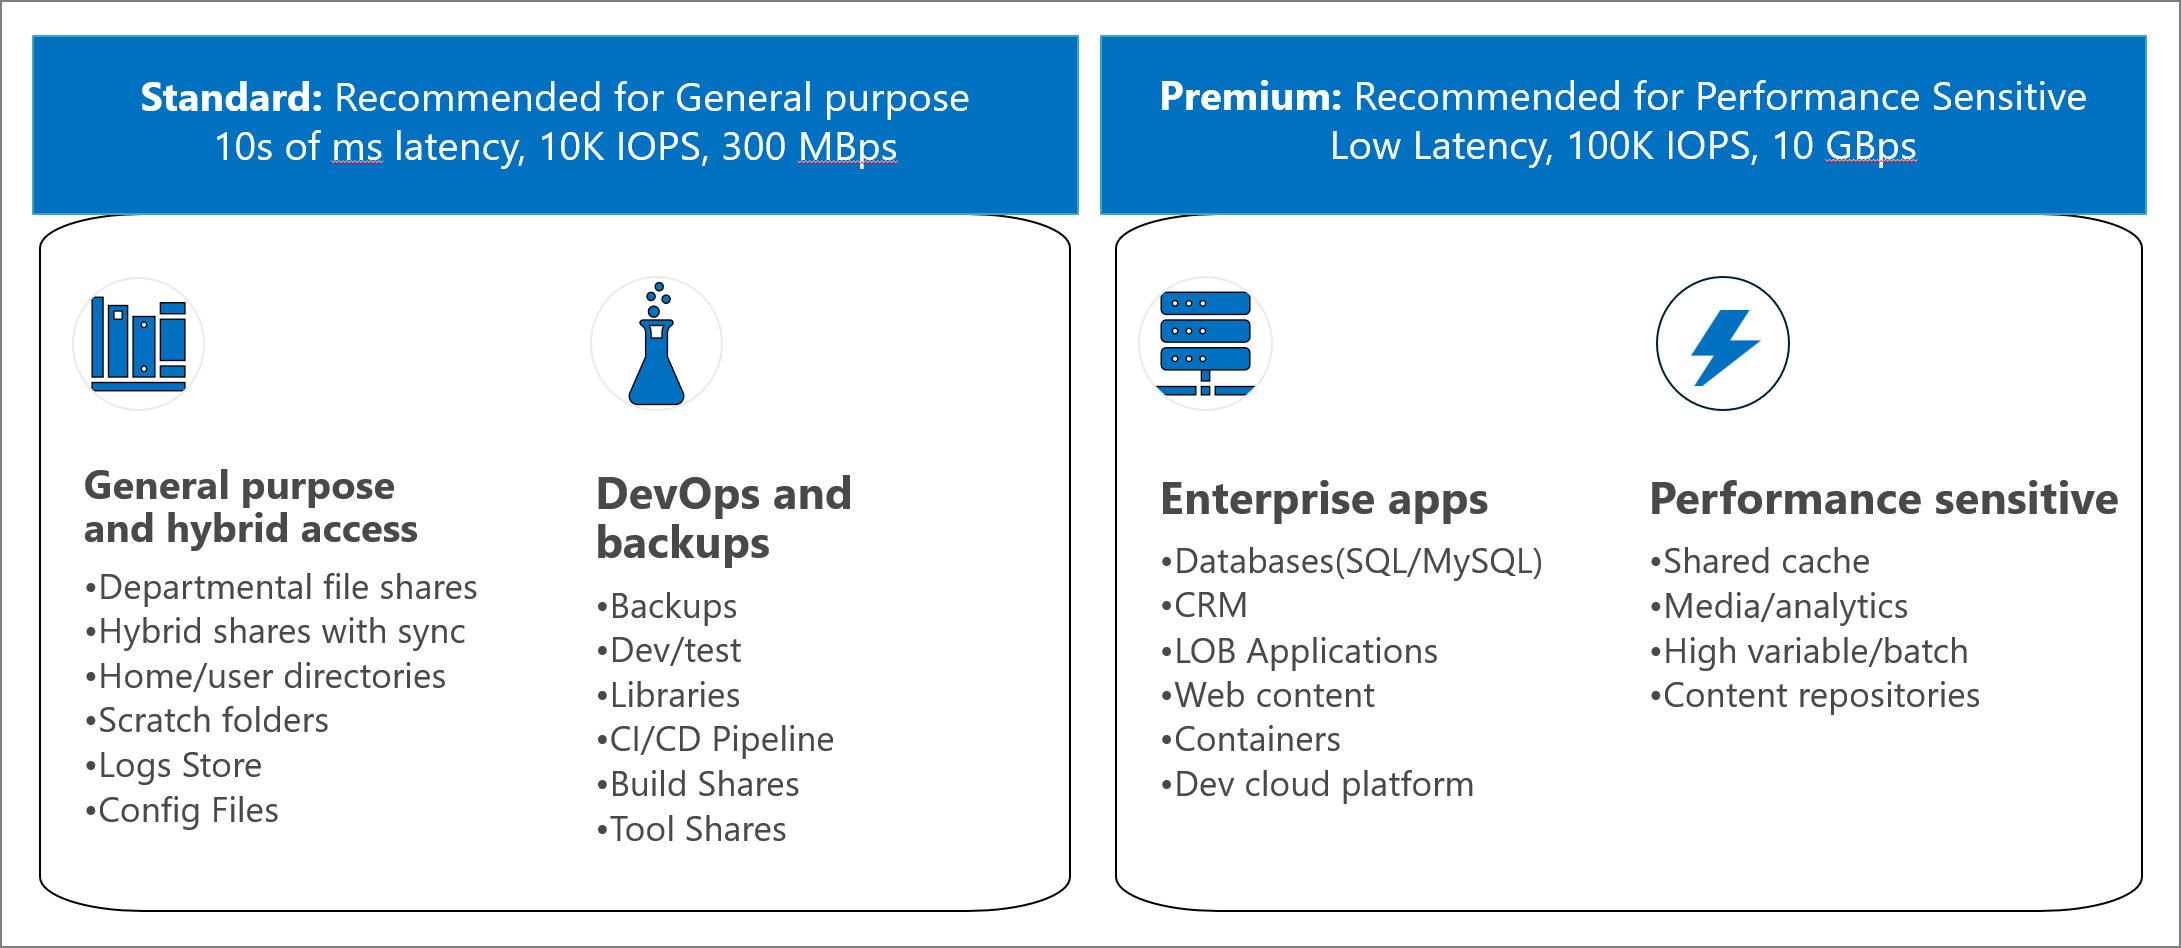 Standard: Recommended for General purpose
10s of ms latency, 10K IOPS, 300 MBps
General purpose
and hybrid access
•Departmental file shares
•Hybrid shares with sync
•Home/user directories
•Scratch folders
•Logs Store
•Config Files
DevOps and
backups
•Backups
•Dev/test
•Libraries
•CI/CD Pipeline
•Build Shares
•Tool Shares
Premium: Recommended for Performance Sensitive
Low Latency, 100K IOPS, 10 GBps
Enterprise apps
•Databases(SQL/MySQL)
•CRM
•LOB Applications
•Web content
•Containers
•Dev cloud platform
Performance sensitive
•Shared cache
•Media/analytics
•High variable/batch
•Content repositories